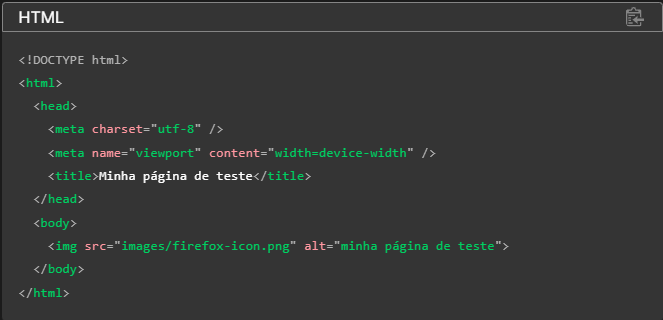 HTML
<!DOCTYPE html>
<html>
  <head>
    <meta charset="utf-8" />
    <meta name="viewport" content="width=device-width" />
    <title>Minha página de teste</title>
  </head>
  <body>
    <img src="images/firefox-icon.png" alt="minha página de teste">
  </body>
</html>